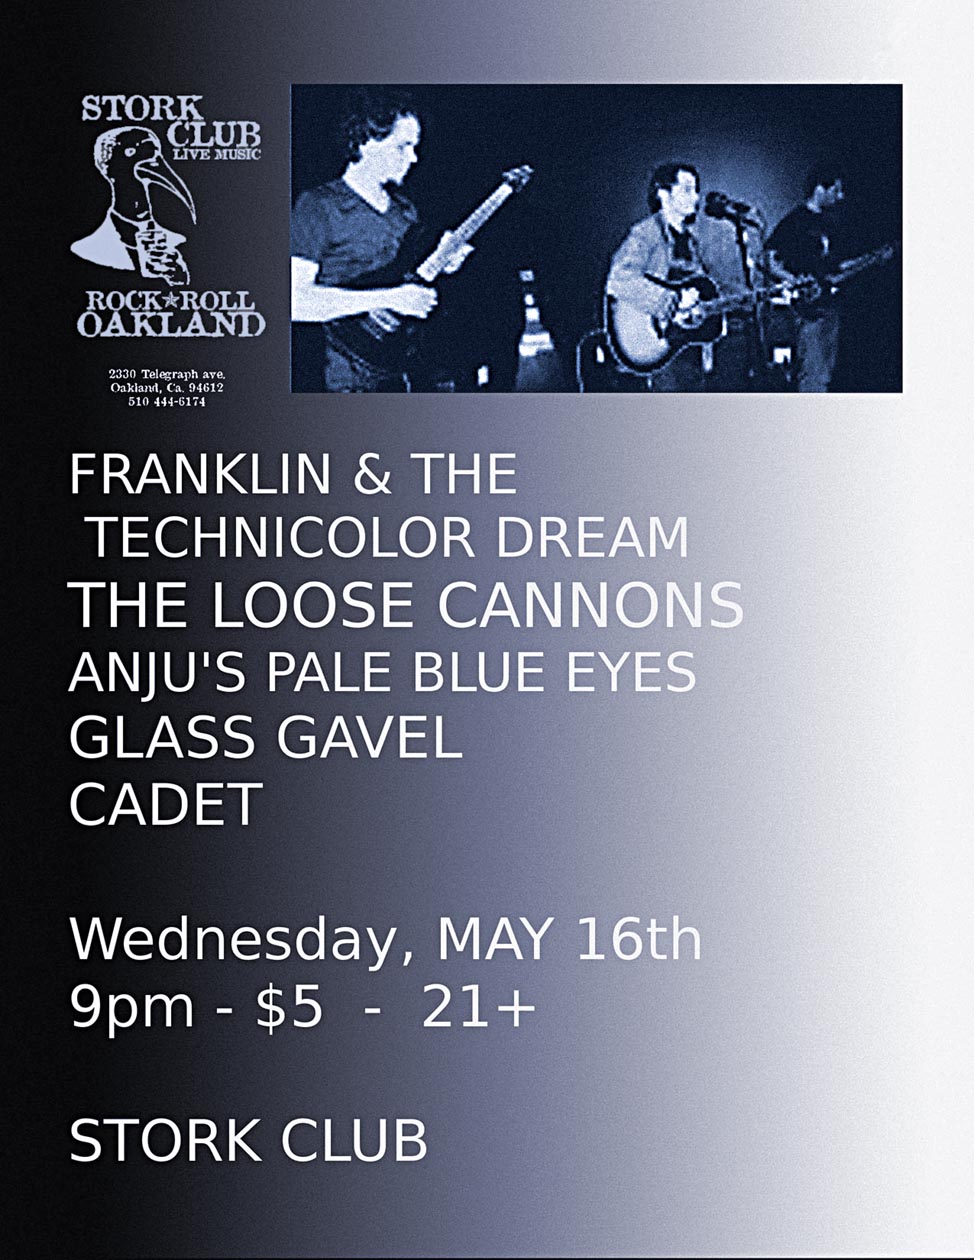 STORK
CLUB
LIVE MUSIC
ROCK★ROLL
OAKLAND
2330 Telegraph ave.
Oakland, Ca. 94612
510 444-6174
FRANKLIN & THE
TECHNICOLOR DREAM
THE LOOSE CANNONS
ANJU'S PALE BLUE EYES
GLASS GAVEL
CADET
Wednesday, MAY 16th
9pm - $5 - 21+
STORK CLUB